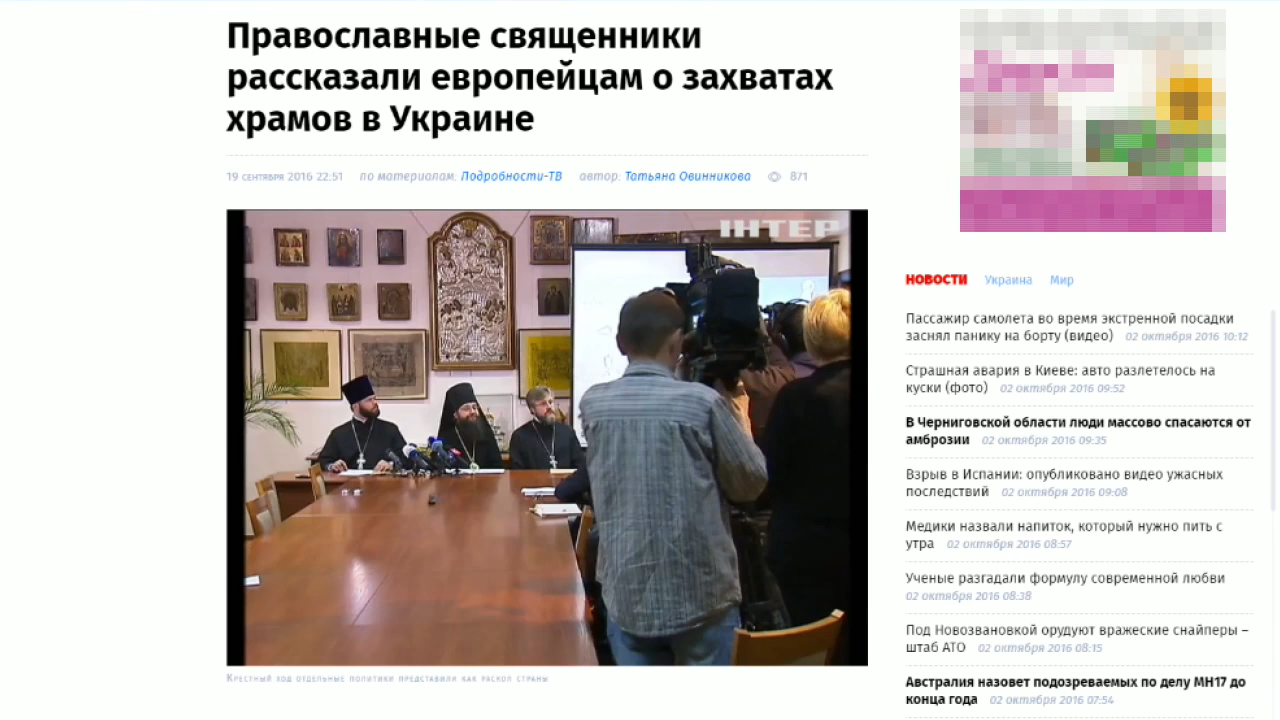 Православные священники
рассказали европейцам о захватах
храмов в Украине
19 сентября 2016 22:51 по материалам: Подробности-ТВ автор: Татьяна Овинникова 871
ІНТЕР
Крестный ход отдельные политики представили как раскол страны
НОВОСТИ Украина Мир
Пассажир самолета во время экстренной посадки
заснял панику на борту (видео) 02 октября 2016 10:12
Страшная авария в Киеве: авто разлетелось на
куски (фото) 02 октября 2016 09:52
В Черниговской области люди массово спасаются от
амброзии 02 октября 2016 09:35
Взрыв в Испании: опубликовано видео ужасных
последствий 02 октября 2016 09:08
Медики назвали напиток, который нужно пить с
утра 02 октября 2016 08:57
Ученые разгадали формулу современной любви
02 октября 2016 08:38
Под Новозвановкой орудуют вражеские снайперы –
штаб АТО 02 октября 2016 08:15
Австралия назовет подозреваемых по делу МН17 до
конца года 02 октября 2016 07:54